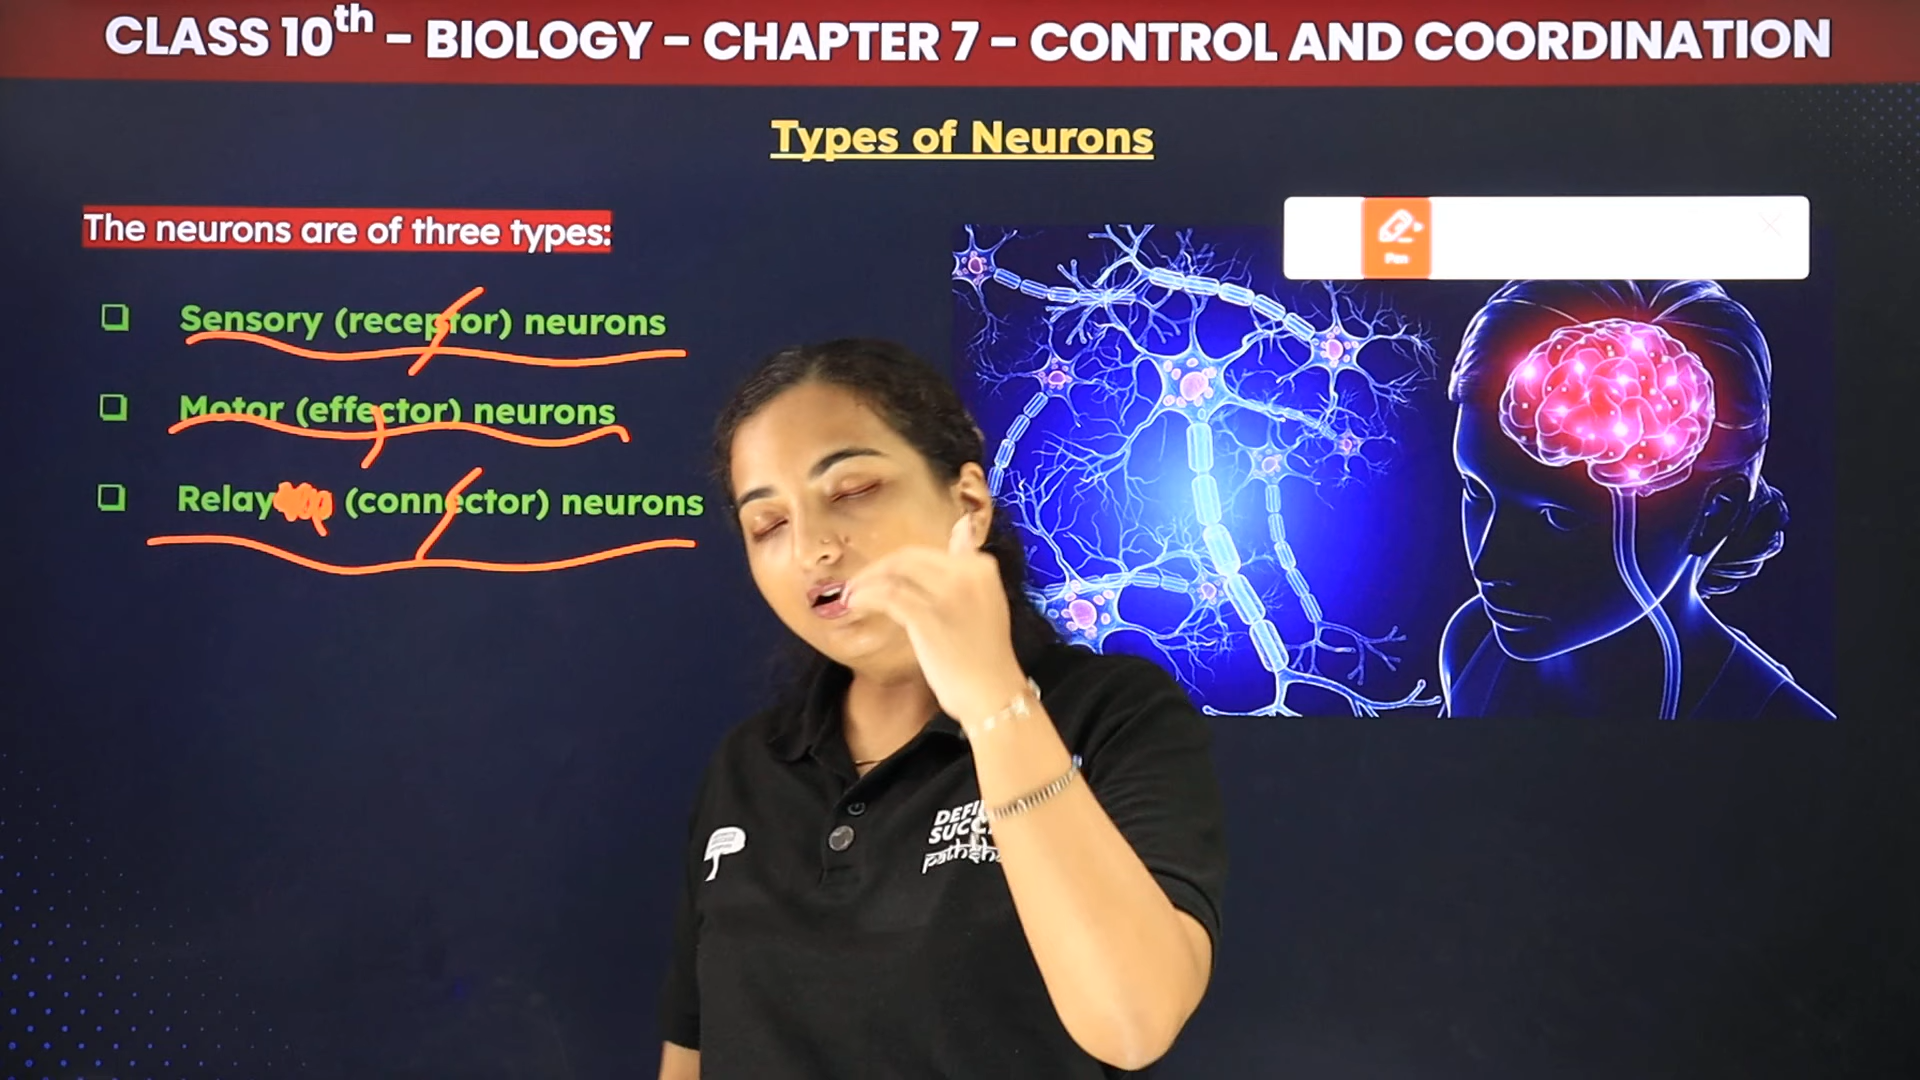 CLASS 10th - BIOLOGY - CHAPTER 7 - CONTROL AND COORDINATION
Types of Neurons
The neurons are of three types:
Sensory (receptor) neurons
Motor (effector) neurons
Relay (connector) neurons
Pen